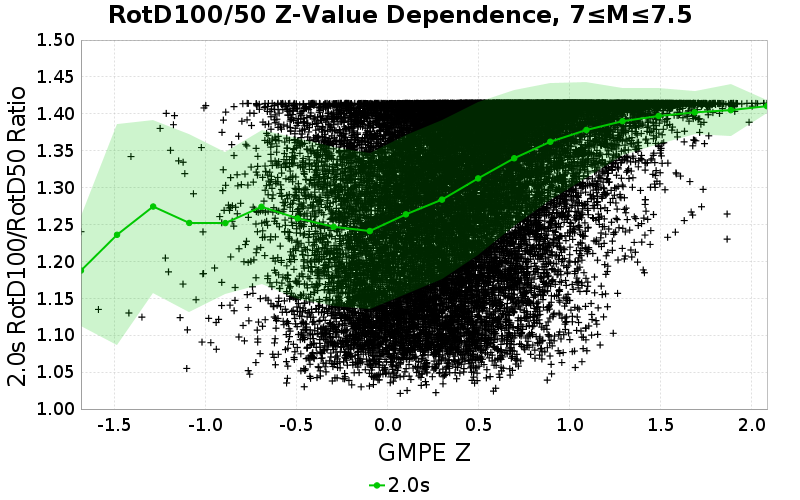 RotD100/50 Z-Value Dependence, 7≤M≤7.5
2.0s RotD100/RotD50 Ratio
1.50
1.45
1.40
1.35
1.30
1.25
1.20
1.15
1.10
1.05
1.00
-1.5 -1.0 -0.5 0.0 0.5 1.0 1.5 2.0
GMPE Z
2.0s